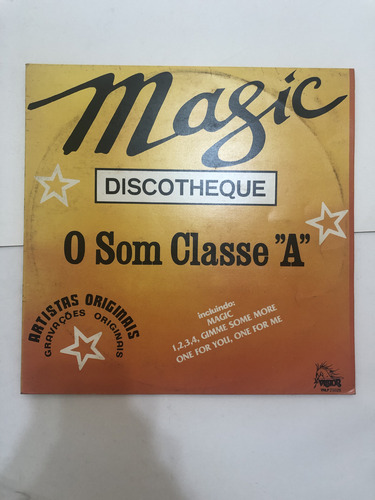 Magic
DISCOTHEQUE
O Som Classe "A"
ARTISTAS ORIGINAIS
GRAVAÇÕES ORIGINAIS
incluindo:
MAGIC
1,2,3,4, GIMME SOME MORE
ONE FOR YOU, ONE FOR ME